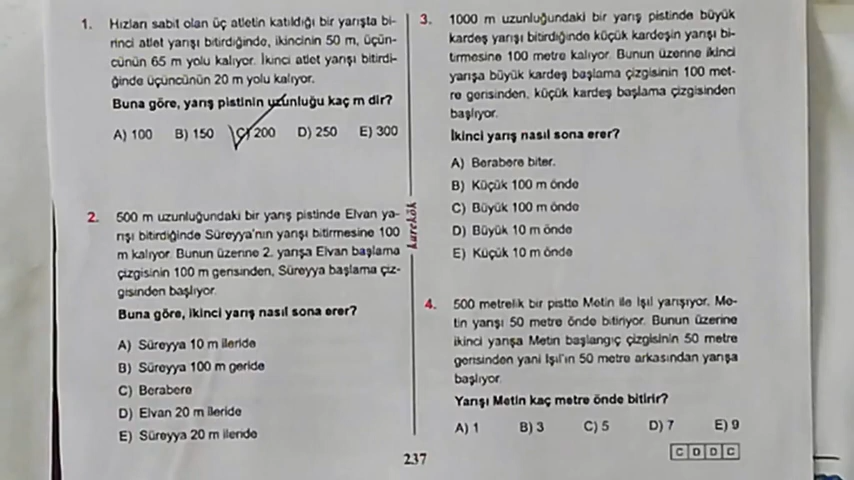 1. Hızları sabit olan üç atletin katıldığı bir yarışta bi-
rinci atlet yarışı bitirdiğinde, ikincinin 50 m, üçün-
cünün 65 m yolu kalıyor. İkinci atlet yarışı bitirdi-
ğinde üçüncünün 20 m yolu kalıyor.
Buna göre, yarış pistinin uzunluğu kaç m dir?
A) 100 B) 150 C) 200 D) 250 E) 300
2. 500 m uzunluğundaki bir yarış pistinde Elvan ya-
rışı bitirdiğinde Süreyya'nın yarışı bitirmesine 100
m kalıyor. Bunun üzerine 2. yarışa Elvan başlama
çizgisinin 100 m gerisinden, Süreyya başlama çiz-
gisinden başlıyor.
Buna göre, ikinci yarış nasıl sona erer?
A) Süreyya 10 m ileride
B) Süreyya 100 m geride
C) Berabere
D) Elvan 20 m ileride
E) Süreyya 20 m ileride
karekök
3. 1000 m uzunluğundaki bir yarış pistinde büyük
kardeş yarışı bitirdiğinde küçük kardeşin yarışı bi-
tirmesine 100 metre kalıyor. Bunun üzerine ikinci
yarışa büyük kardeş başlama çizgisinin 100 met-
re gerisinden, küçük kardeş başlama çizgisinden
başlıyor.
İkinci yarış nasıl sona erer?
A) Berabere biter.
B) Küçük 100 m önde
C) Büyük 100 m önde
D) Büyük 10 m önde
E) Küçük 10 m önde
4. 500 metrelik bir pistte Metin ile Işıl yarışıyor. Me-
tin yarışı 50 metre önde bitiriyor. Bunun üzerine
ikinci yarışa Metin başlangıç çizgisinin 50 metre
gerisinden yani Işıl'ın 50 metre arkasından yarışa
başlıyor.
Yarışı Metin kaç metre önde bitirir?
A) 1 B) 3 C) 5 D) 7 E) 9
237
C D D C